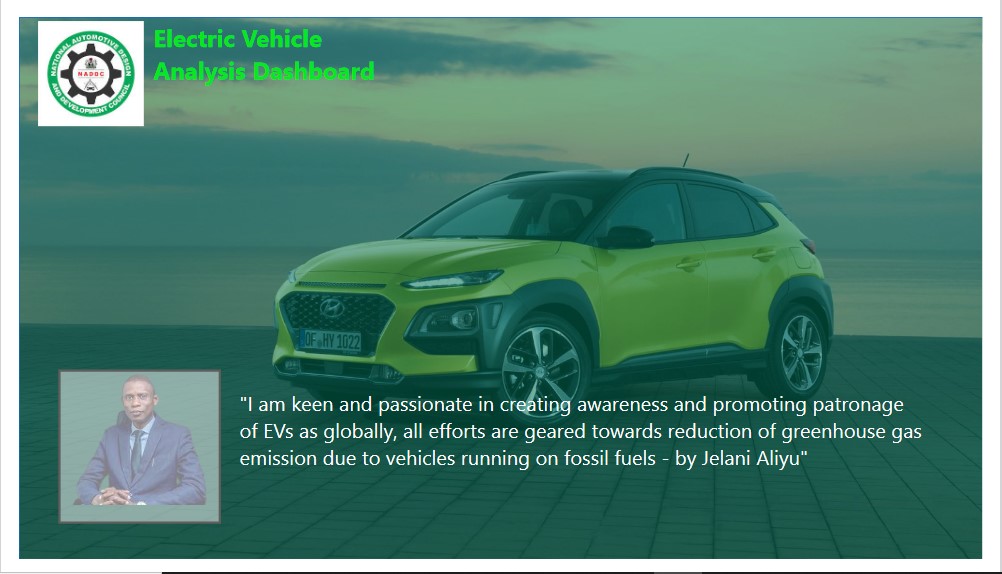 NATIONAL AUTOMOTIVE DESIGN
NADDC
AND DEVELOPMENT COUNCIL
Electric Vehicle
Analysis Dashboard
OF HY 1022
"I am keen and passionate in creating awareness and promoting patronage
of EVs as globally, all efforts are geared towards reduction of greenhouse gas
emission due to vehicles running on fossil fuels - by Jelani Aliyu"